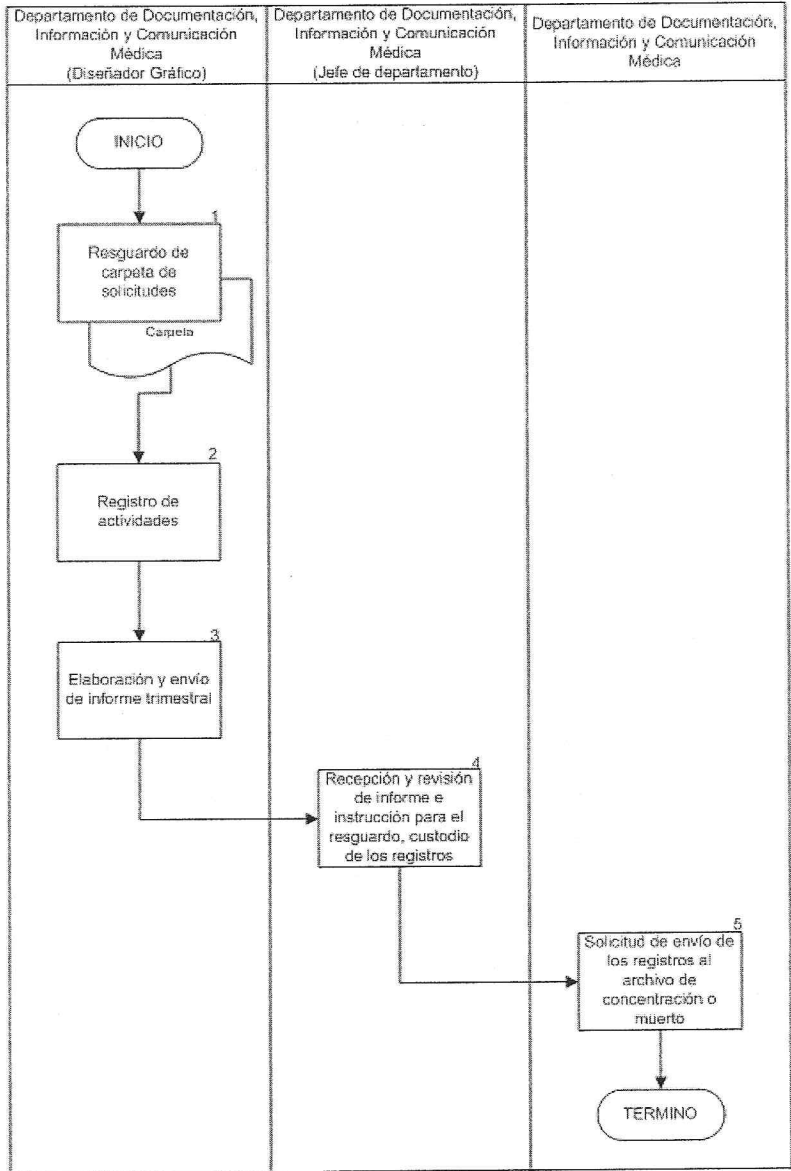 Departamento de Documentación,
Información y Comunicación
Médica
(Diseñador Gráfico)
Departamento de Documentación,
Información y Comunicación
Médica
(Jefe de departamento)
Departamento de Documentación,
Información y Comunicación
Médica
INICIO
1
Resguardo de
carpeta de
solicitudes
Carpeta
2
Registro de
actividades
3
Elaboración y envío
de informe trimestral
4
Recepción y revisión
de informe e
instrucción para el
resguardo, custodio
de los registros
5
Solicitud de envío de
los registros al
archivo de
concentración o
muerto
TERMINO